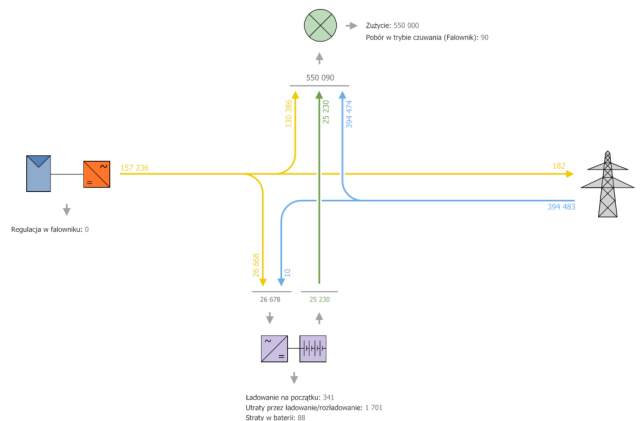 Zużycie: 550 000
Pobór w trybie czuwania (Falownik): 90
550 090
130 386
25 230
394 474
157 236
182
394 483
Regulacja w falowniku: 0
26 668
10
26 678
25 230
Ładowanie na początku: 341
Utraty przez ładowanie/rozładowanie: 1 701
Straty w baterii: 88